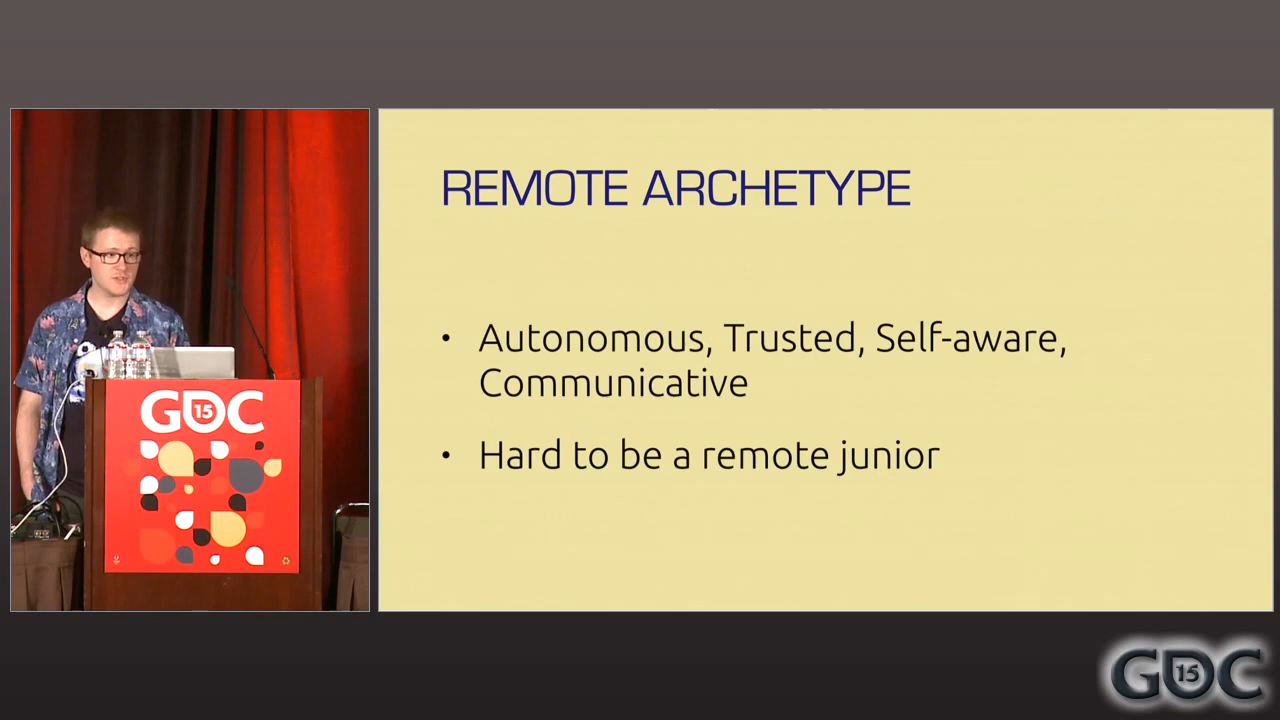 REMOTE ARCHETYPE
• Autonomous, Trusted, Self-aware,
Communicative
• Hard to be a remote junior
GDC
15
GDC
15